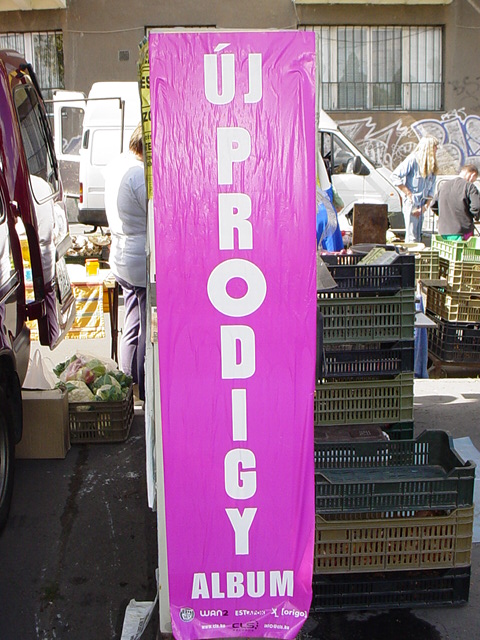 ÚJ
PRODIGY
ALBUM
WAN2 [origo]